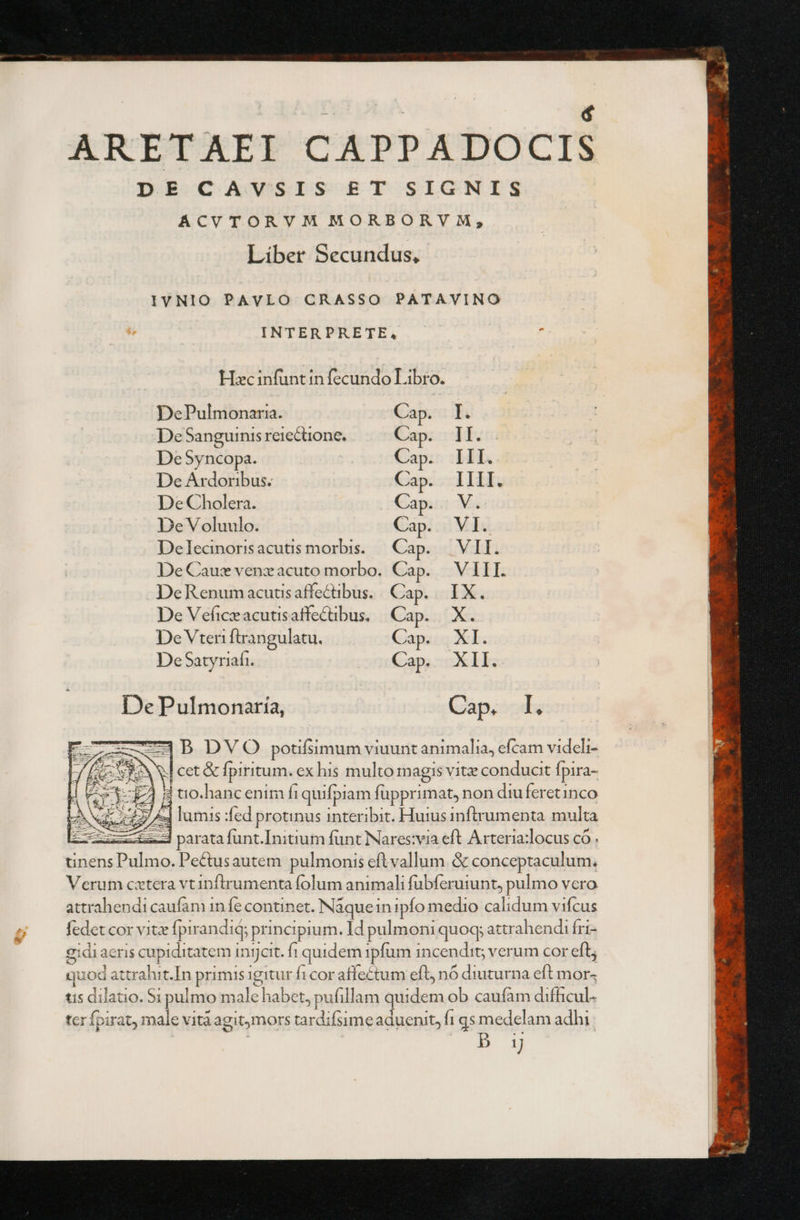 6
ARETAEI CAPPADOCIS
DE CAVSIS ET SIGNIS
ACVTORVM MORBORVM,
Liber Secundus,
IVNIO PAVLO CRASSO PATAVINO
INTERPRETE.
Hæc inſunt in ſecundo Libro.
De Pulmonaria. Cap. I.
De Sanguinis reiectione. Cap. II.
De Syncopa. Cap. III.
De Ardoribus. Cap. IIII.
De Cholera. Cap. V.
De Voluulo. Cap. VI.
De Iecinoris acutis morbis. Cap. VII.
De Cauæ venæ acuto morbo. Cap. VIII.
De Renum acutis affectibus. Cap. IX.
De Veſicæ acutis affectibus. Cap. X.
De Vteri ſtrangulatu. Cap. XI.
De Satyriaſi. Cap. XII.
De Pulmonaria, Cap. I.
B DVO potiſsimum viuunt animalia, eſcam videli-
cet & ſpiritum. ex his multo magis vitæ conducit ſpira-
tio. hanc enim ſi quiſpiam ſupprimat, non diu feret inco
lumis : ſed protinus interibit. Huius inſtrumenta multa
parata ſunt. Initium ſunt Nares: via eſt Arteria: locus cō .
tinens Pulmo. Pectus autem pulmonis eſt vallum & conceptaculum.
Verum cætera vt inſtrumenta ſolum animali ſubſeruiunt, pulmo vero
attrahendi cauſam in ſe continet. Nāque in ipſo medio calidum viſcus
ſedet cor vitæ ſpirandiq; principium. Id pulmoni quoq; attrahendi fri-
gidi aeris cupiditatem inijcit. ſi quidem ipſum incendit; verum cor eſt,
quod attrahit. In primis igitur ſi cor affectum eſt, nō diuturna eſt mor-
tis dilatio. Si pulmo male habet, puſillam quidem ob cauſam difficul-
ter ſpirat, male vitā agit, mors tardiſsime aduenit, ſi qs medelam adhi
B ij